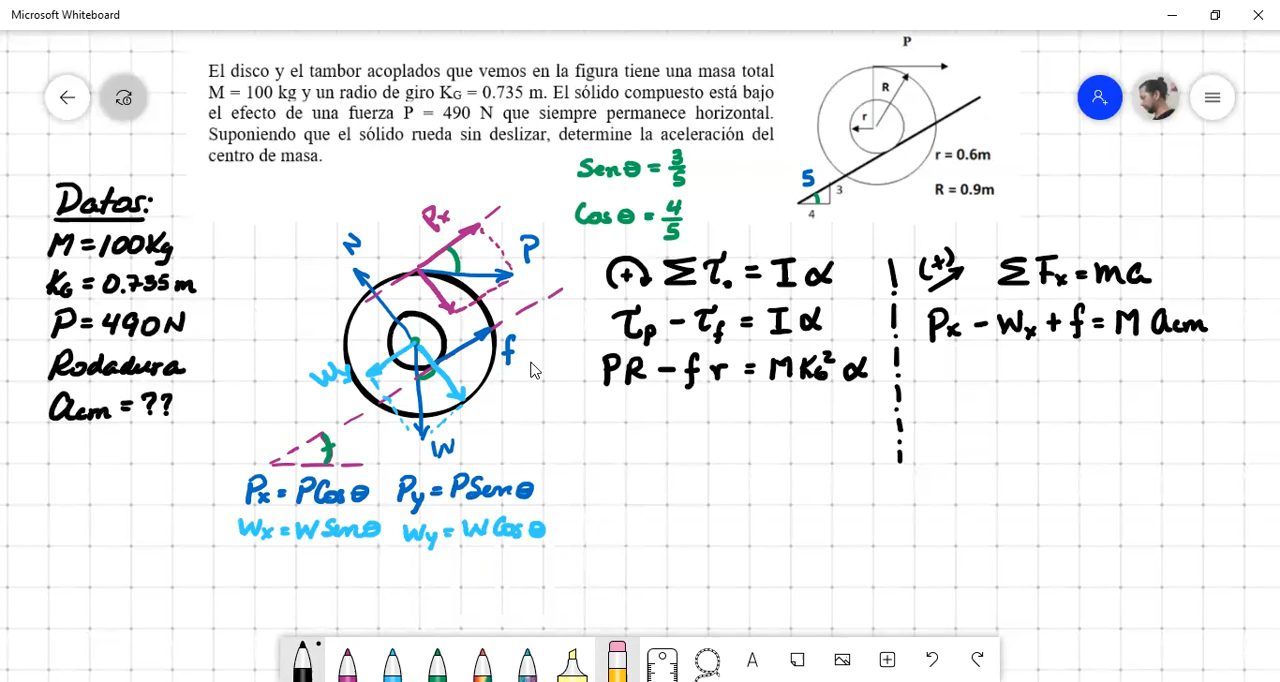 Microsoft Whiteboard
El disco y el tambor acoplados que vemos en la figura tiene una masa total
M = 100 kg y un radio de giro KG = 0.735 m. El sólido compuesto está bajo
el efecto de una fuerza P = 490 N que siempre permanece horizontal.
Suponiendo que el sólido rueda sin deslizar, determine la aceleración del
centro de masa.
P
R
r
r = 0.6m
R = 0.9m
5
3
4
Sen θ = 3/5
Cos θ = 4/5
Datos:
M = 100Kg
KG = 0.735 m
P = 490 N
Rodadura
acm = ??
N
Px
P
f
Wy
W
Px = P Cos θ Py = P Sen θ
Wx = W Sen θ Wy = W Cos θ
(+) Σ τ. = I α
τp - τf = I α
PR - f r = M KG² α
(+) Σ Fx = ma
Px - Wx + f = M acm
A